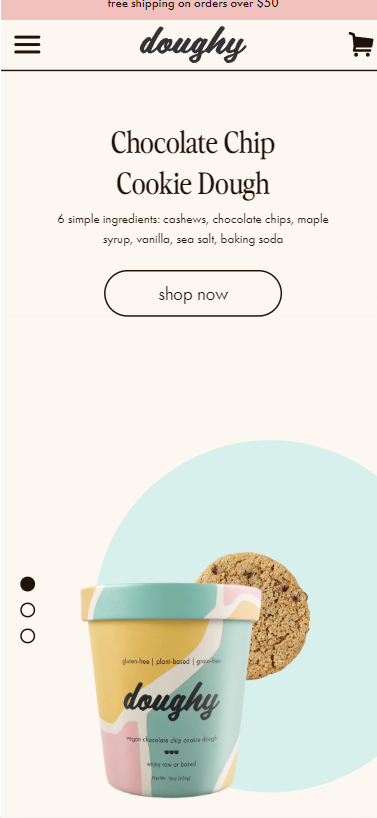 free shipping on orders over $50
doughy
Chocolate Chip
Cookie Dough
6 simple ingredients: cashews, chocolate chips, maple
syrup, vanilla, sea salt, baking soda
shop now
gluten-free | plant-based | grain-free
doughy
vegan chocolate chip cookie dough
enjoy raw or baked